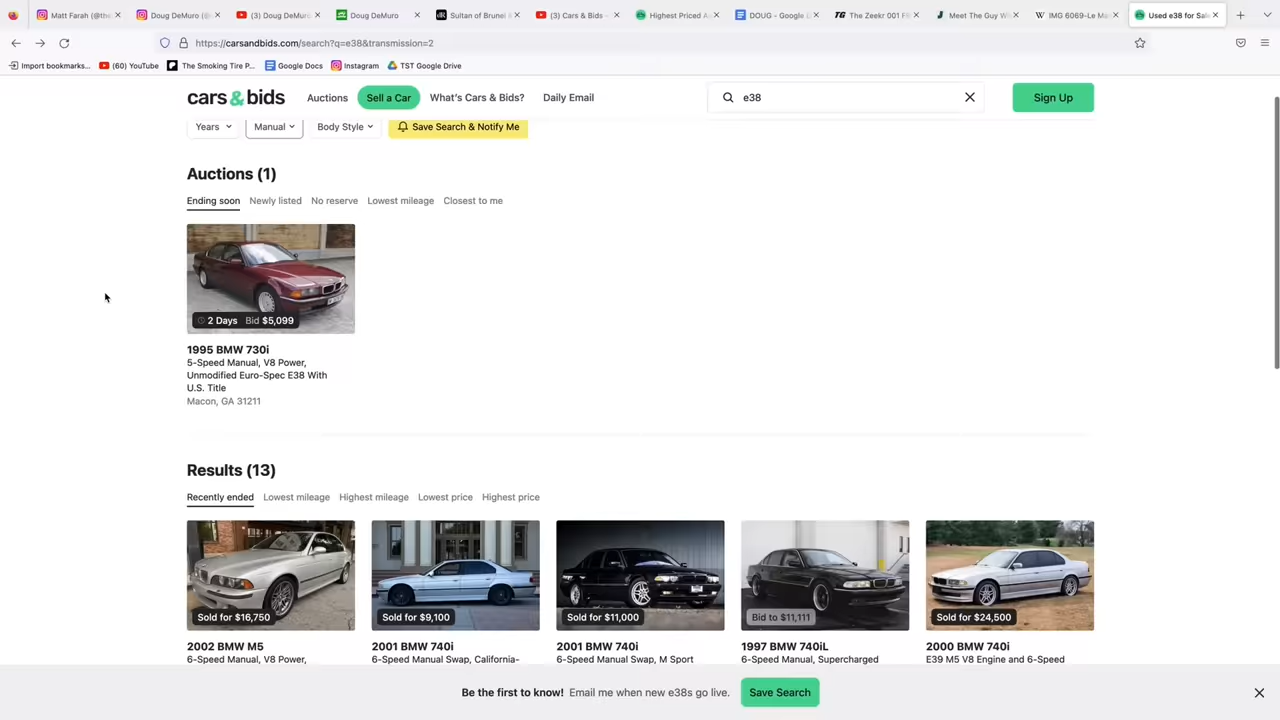 Matt Farah (@the
Doug DeMuro (@
(3) Doug DeMur
Doug DeMuro
Sultan of Brunei
(3) Cars & Bids -
Highest Priced A
DOUG - Google L
The Zeekr 001 F
Meet The Guy W
IMG 6069-Le Ma
Used e38 for Sal
https://carsandbids.com/search?q=e38&transmission=2
Import bookmarks...
(60) YouTube
The Smoking Tire P...
Google Docs
Instagram
TST Google Drive
cars & bids
Auctions
Sell a Car
What's Cars & Bids?
Daily Email
e38
Sign Up
Years
Manual
Body Style
Save Search & Notify Me
Auctions (1)
Ending soon
Newly listed
No reserve
Lowest mileage
Closest to me
2 Days Bid $5,099
1995 BMW 730i
5-Speed Manual, V8 Power,
Unmodified Euro-Spec E38 With
U.S. Title
Macon, GA 31211
Results (13)
Recently ended
Lowest mileage
Highest mileage
Lowest price
Highest price
Sold for $16,750
Sold for $9,100
Sold for $11,000
Bid to $11,111
Sold for $24,500
2002 BMW M5
2001 BMW 740i
2001 BMW 740i
1997 BMW 740iL
2000 BMW 740i
6-Speed Manual, V8 Power,
6-Speed Manual Swap, California-
6-Speed Manual Swap, M Sport
6-Speed Manual, Supercharged
E39 M5 V8 Engine and 6-Speed
Be the first to know! Email me when new e38s go live.
Save Search